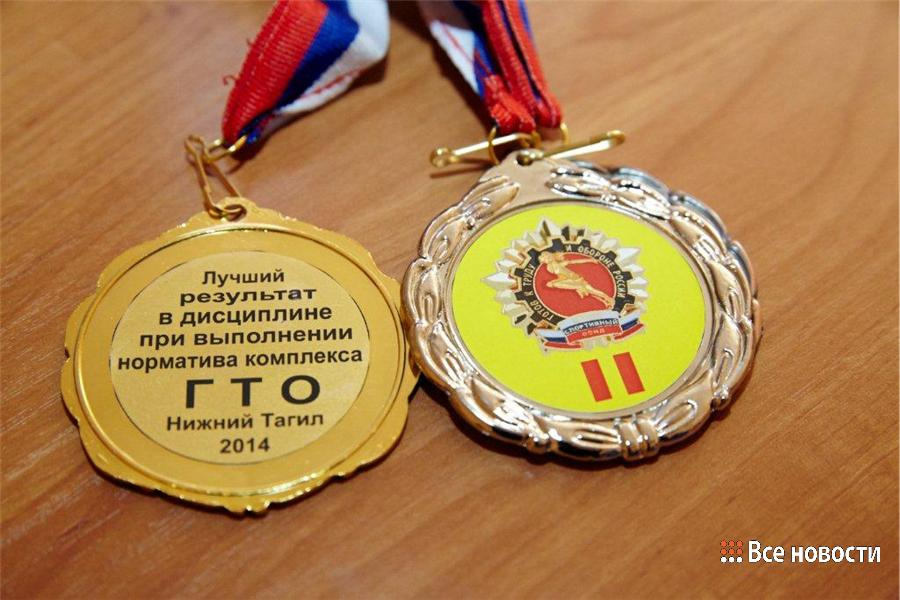 Лучший
результат
в дисциплине
при выполнении
норматива комплекса
ГТО
Нижний Тагил
2014
ГОТОВ К ТРУДУ И ОБОРОНЕ РОССИИ
СПОРТИВНЫЙ
ФОНД
II
Все новости